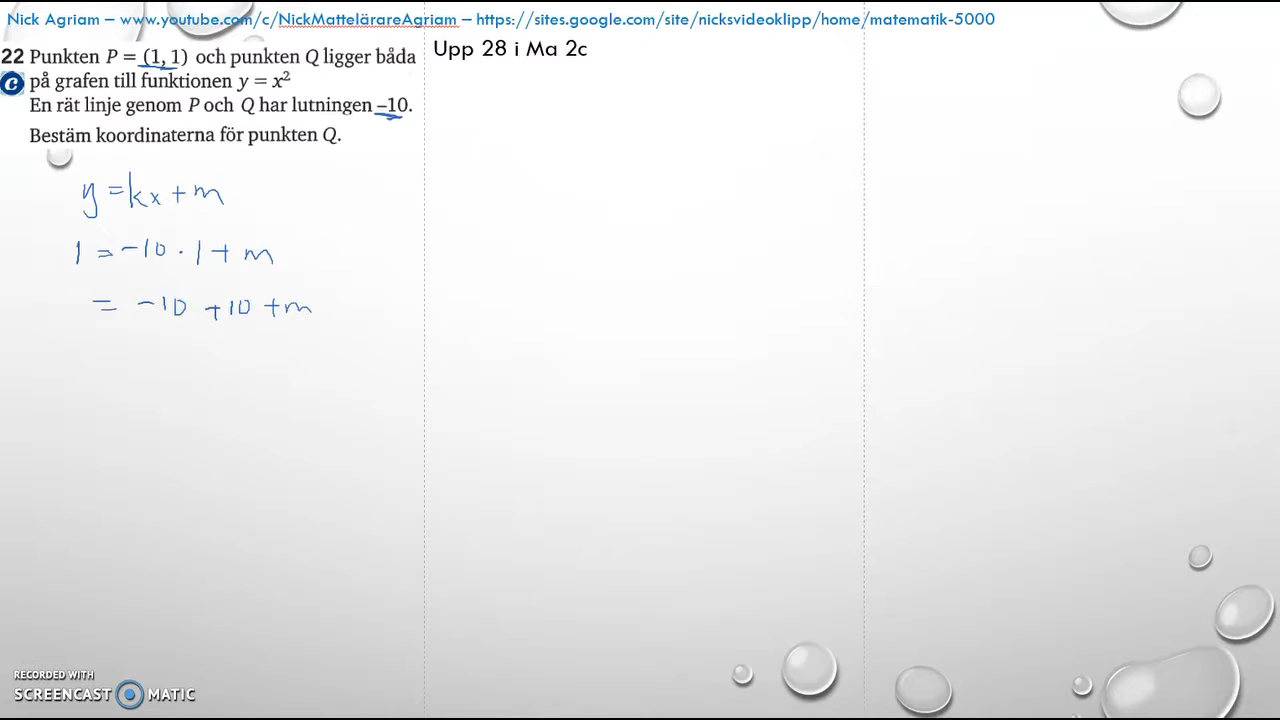 Nick Agriam – www.youtube.com/c/NickMattelärareAgriam – https://sites.google.com/site/nicksvideoklipp/home/matematik-5000
22 Punkten P = (1, 1) och punkten Q ligger båda
C på grafen till funktionen y = x²
En rät linje genom P och Q har lutningen –10.
Bestäm koordinaterna för punkten Q.
y = kx + m
1 = -10 · 1 + m
= -10 + 10 + m
Upp 28 i Ma 2c
RECORDED WITH
SCREENCAST MATIC